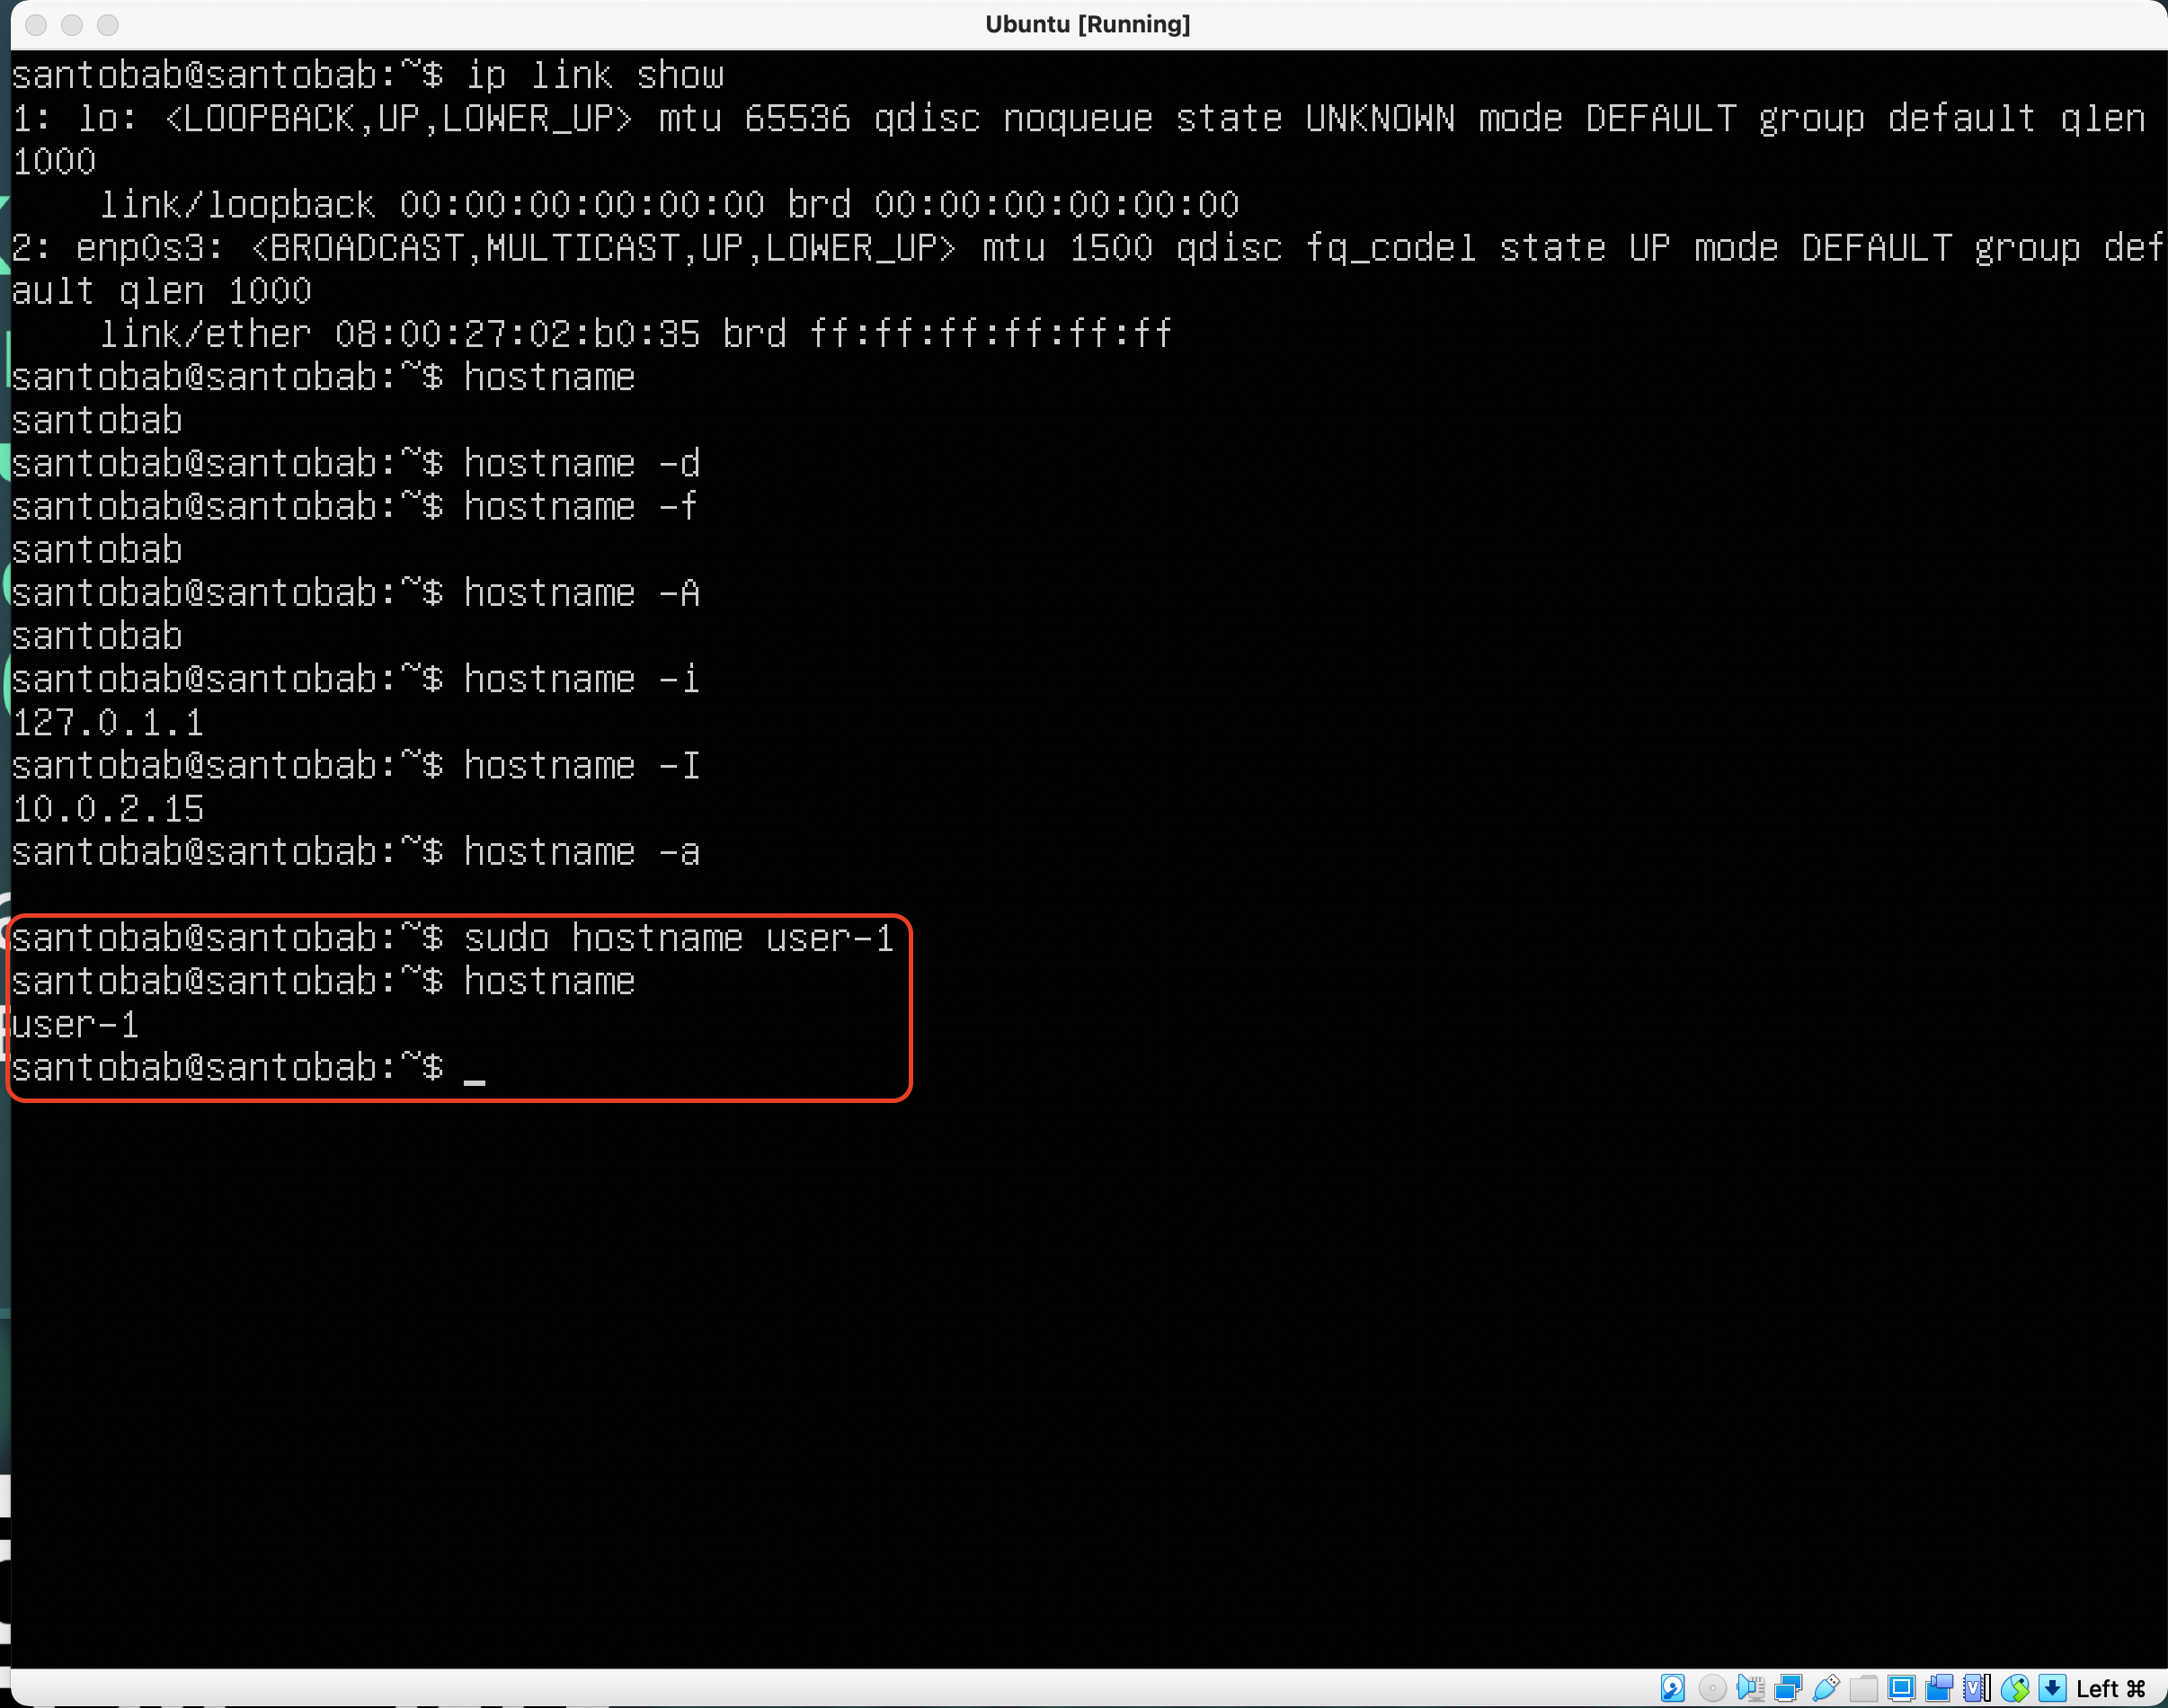 Ubuntu [Running]
santobab@santobab:~$ ip link show
1: lo: <LOOPBACK,UP,LOWER_UP> mtu 65536 qdisc noqueue state UNKNOWN mode DEFAULT group default qlen
1000
    link/loopback 00:00:00:00:00:00 brd 00:00:00:00:00:00
2: enp0s3: <BROADCAST,MULTICAST,UP,LOWER_UP> mtu 1500 qdisc fq_codel state UP mode DEFAULT group def
ault qlen 1000
    link/ether 08:00:27:02:b0:35 brd ff:ff:ff:ff:ff:ff
santobab@santobab:~$ hostname
santobab
santobab@santobab:~$ hostname -d
santobab@santobab:~$ hostname -f
santobab
santobab@santobab:~$ hostname -A
santobab
santobab@santobab:~$ hostname -i
127.0.1.1
santobab@santobab:~$ hostname -I
10.0.2.15
santobab@santobab:~$ hostname -a
santobab@santobab:~$ sudo hostname user-1
santobab@santobab:~$ hostname
user-1
santobab@santobab:~$ _
Left ⌘